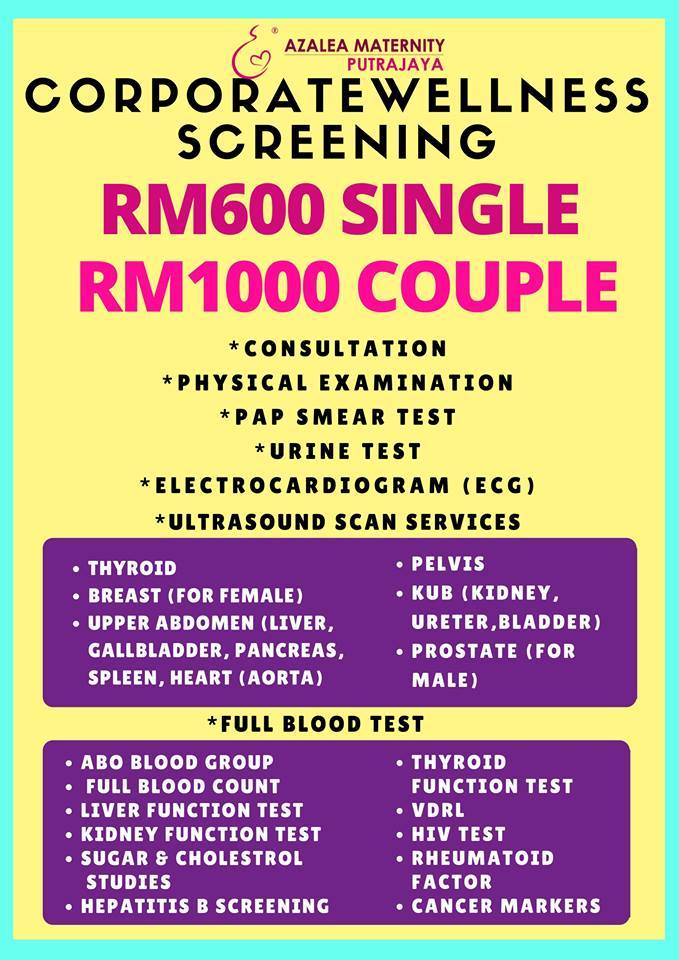 ®
AZALEA MATERNITY
PUTRAJAYA
CORPORATEWELLNESS
SCREENING
RM600 SINGLE
RM1000 COUPLE
*CONSULTATION
*PHYSICAL EXAMINATION
*PAP SMEAR TEST
*URINE TEST
*ELECTROCARDIOGRAM (ECG)
*ULTRASOUND SCAN SERVICES
• THYROID
• BREAST (FOR FEMALE)
• UPPER ABDOMEN (LIVER,
GALLBLADDER, PANCREAS,
SPLEEN, HEART (AORTA)
• PELVIS
• KUB (KIDNEY,
URETER,BLADDER)
• PROSTATE (FOR
MALE)
*FULL BLOOD TEST
• ABO BLOOD GROUP
• FULL BLOOD COUNT
• LIVER FUNCTION TEST
• KIDNEY FUNCTION TEST
• SUGAR & CHOLESTROL
STUDIES
• HEPATITIS B SCREENING
• THYROID
FUNCTION TEST
• VDRL
• HIV TEST
• RHEUMATOID
FACTOR
• CANCER MARKERS